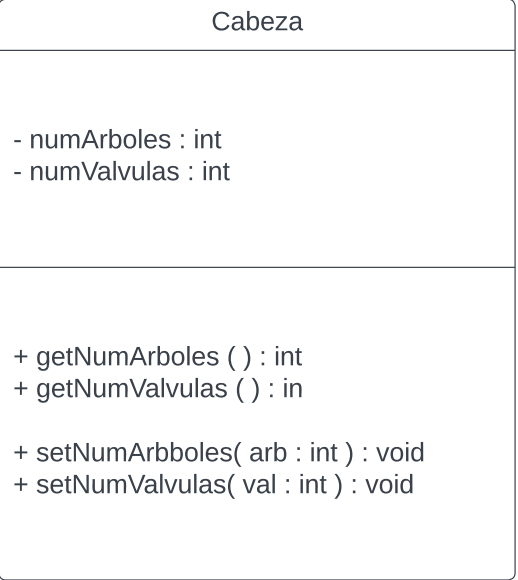 Cabeza
- numArboles : int
- numValvulas : int
+ getNumArboles ( ) : int
+ getNumValvulas ( ) : in
+ setNumArbboles( arb : int ) : void
+ setNumValvulas( val : int ) : void